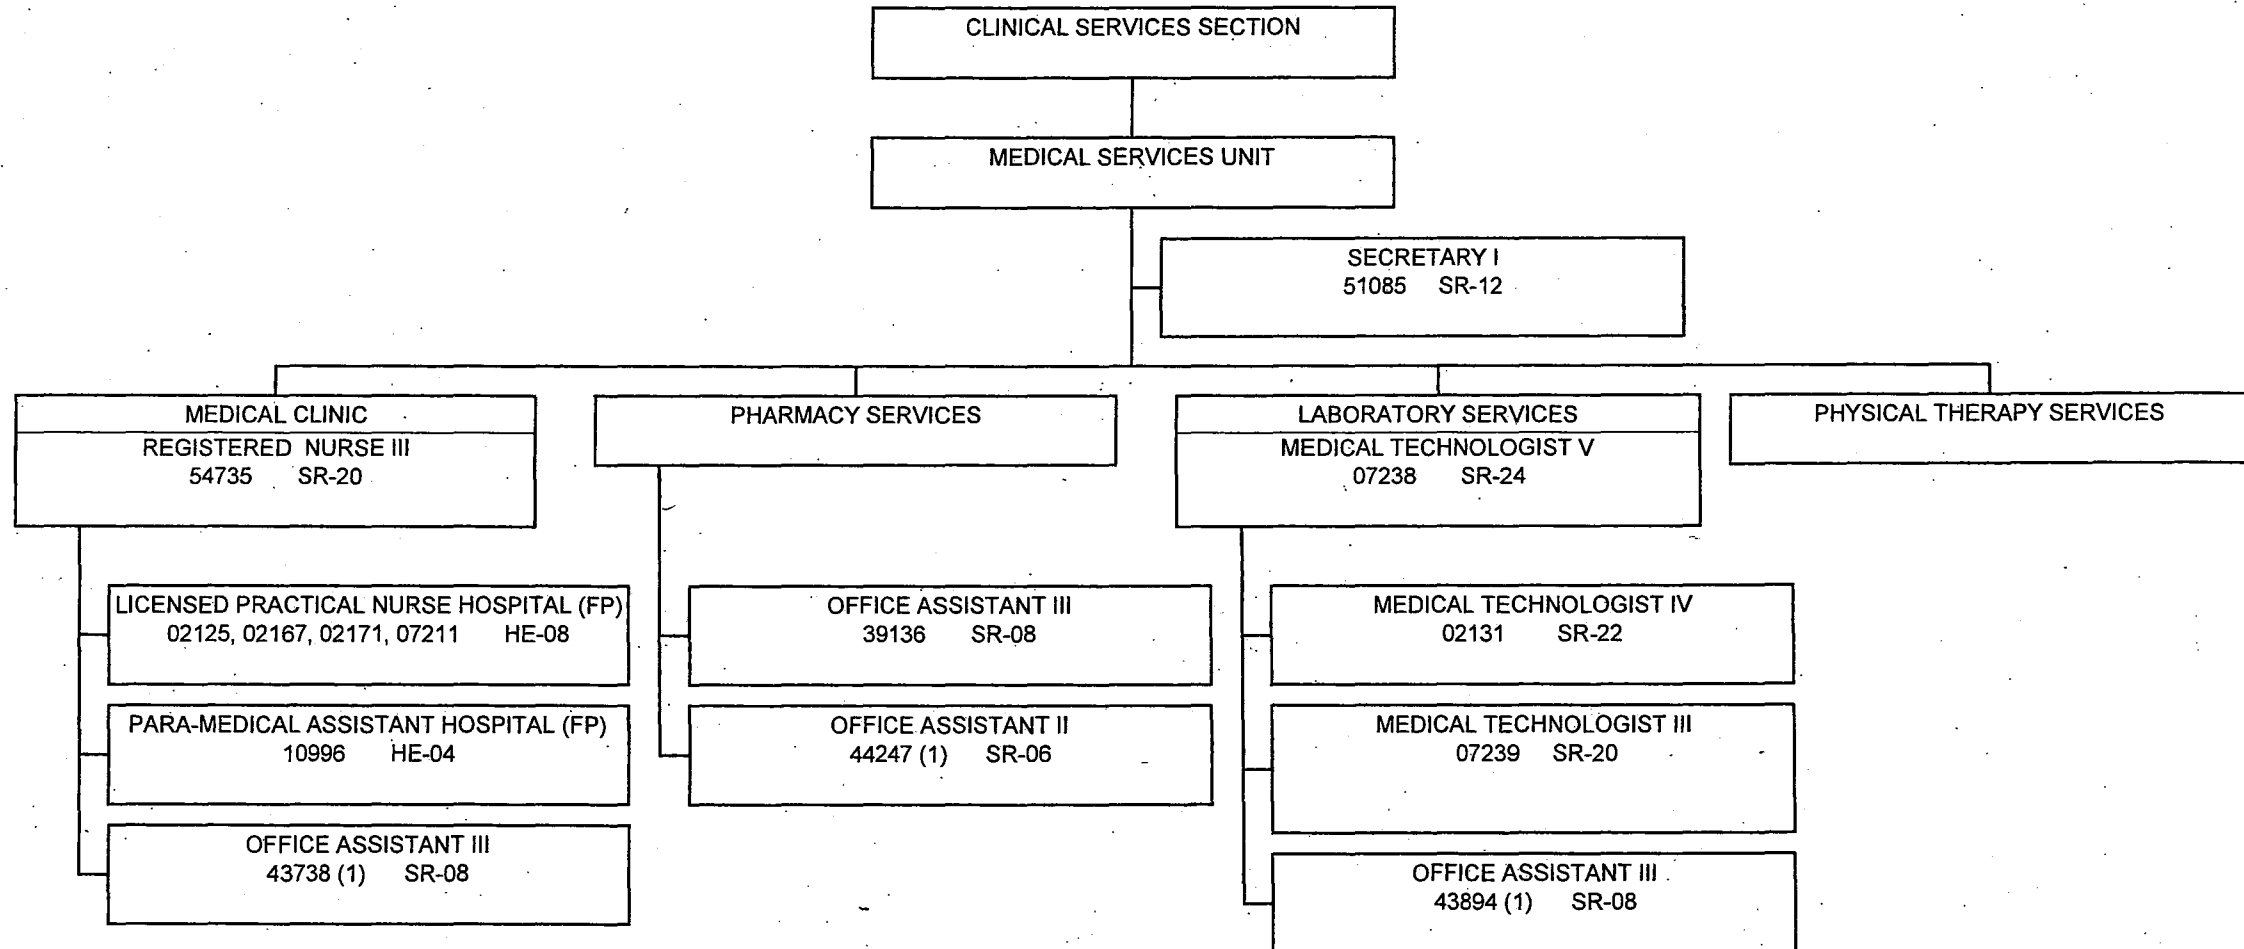 CLINICAL SERVICES SECTION
MEDICAL SERVICES UNIT
SECRETARY I
51085 SR-12
MEDICAL CLINIC
REGISTERED NURSE III
54735 SR-20
LICENSED PRACTICAL NURSE HOSPITAL (FP)
02125, 02167, 02171, 07211 HE-08
PARA-MEDICAL ASSISTANT HOSPITAL (FP)
10996 HE-04
OFFICE ASSISTANT III
43738 (1) SR-08
PHARMACY SERVICES
OFFICE ASSISTANT III
39136 SR-08
OFFICE ASSISTANT II
44247 (1) SR-06
LABORATORY SERVICES
MEDICAL TECHNOLOGIST V
07238 SR-24
MEDICAL TECHNOLOGIST IV
02131 SR-22
MEDICAL TECHNOLOGIST III
07239 SR-20
OFFICE ASSISTANT III
43894 (1) SR-08
PHYSICAL THERAPY SERVICES